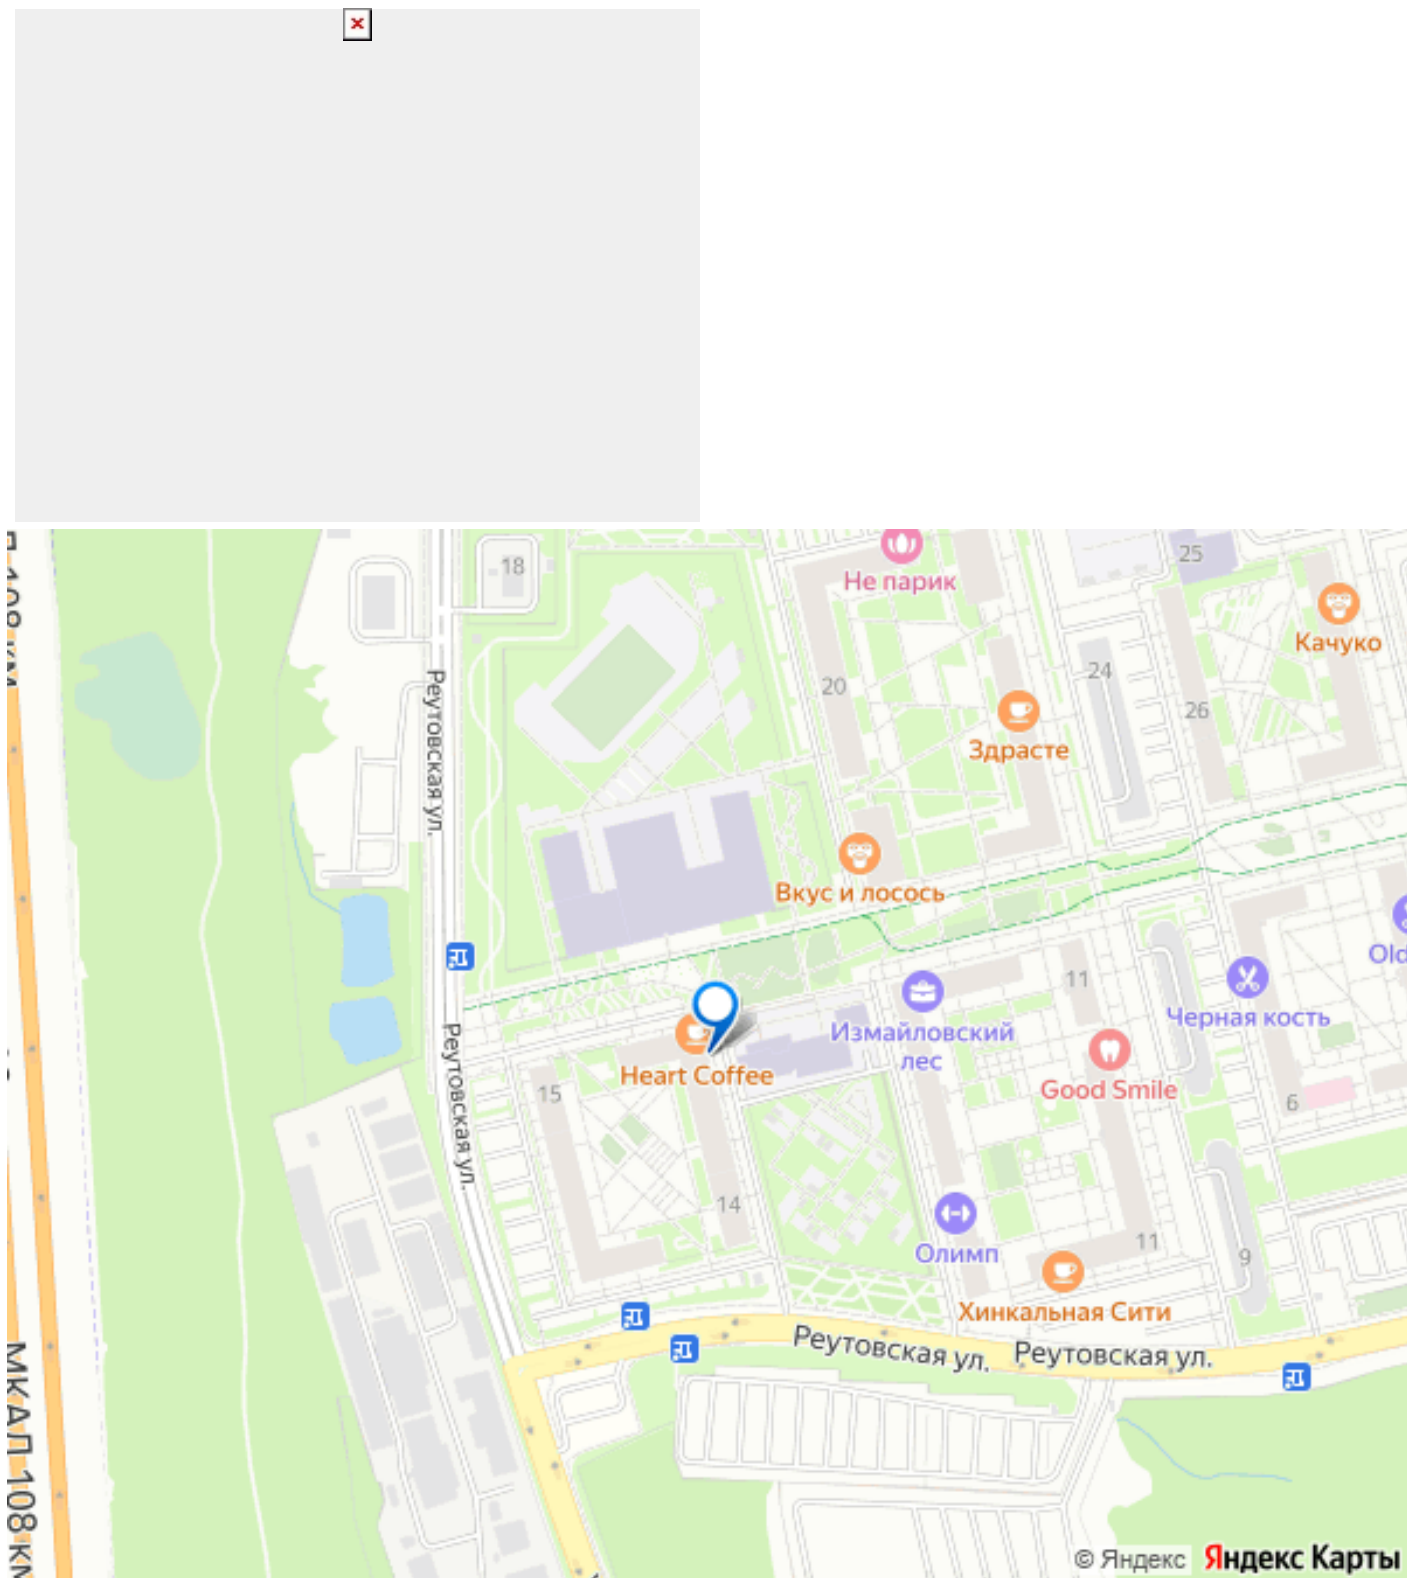 18
Не парик
25
Качуко
20
24
26
Здрасте
Реутовская ул.
Вкус и лосось
11
Old
Черная кость
Измайловский
лес
Good Smile
Heart Coffee
15
6
Реутовская ул.
14
Олимп
11
9
Хинкальная Сити
Реутовская ул.
Реутовская ул.
МКАД 108 км
© Яндекс
Яндекс Карты